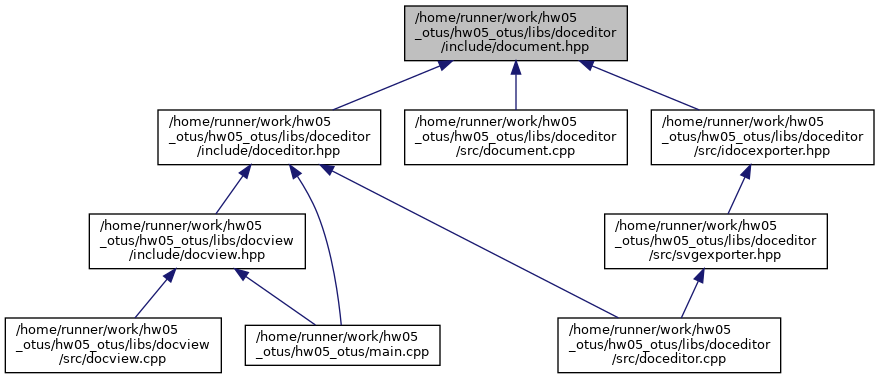 /home/runner/work/hw05
_otus/hw05_otus/libs/doceditor
/include/document.hpp
/home/runner/work/hw05
_otus/hw05_otus/libs/doceditor
/include/doceditor.hpp
/home/runner/work/hw05
_otus/hw05_otus/libs/doceditor
/src/document.cpp
/home/runner/work/hw05
_otus/hw05_otus/libs/doceditor
/src/idocexporter.hpp
/home/runner/work/hw05
_otus/hw05_otus/libs/docview
/include/docview.hpp
/home/runner/work/hw05
_otus/hw05_otus/libs/doceditor
/src/svgexporter.hpp
/home/runner/work/hw05
_otus/hw05_otus/libs/docview
/src/docview.cpp
/home/runner/work/hw05
_otus/hw05_otus/main.cpp
/home/runner/work/hw05
_otus/hw05_otus/libs/doceditor
/src/doceditor.cpp